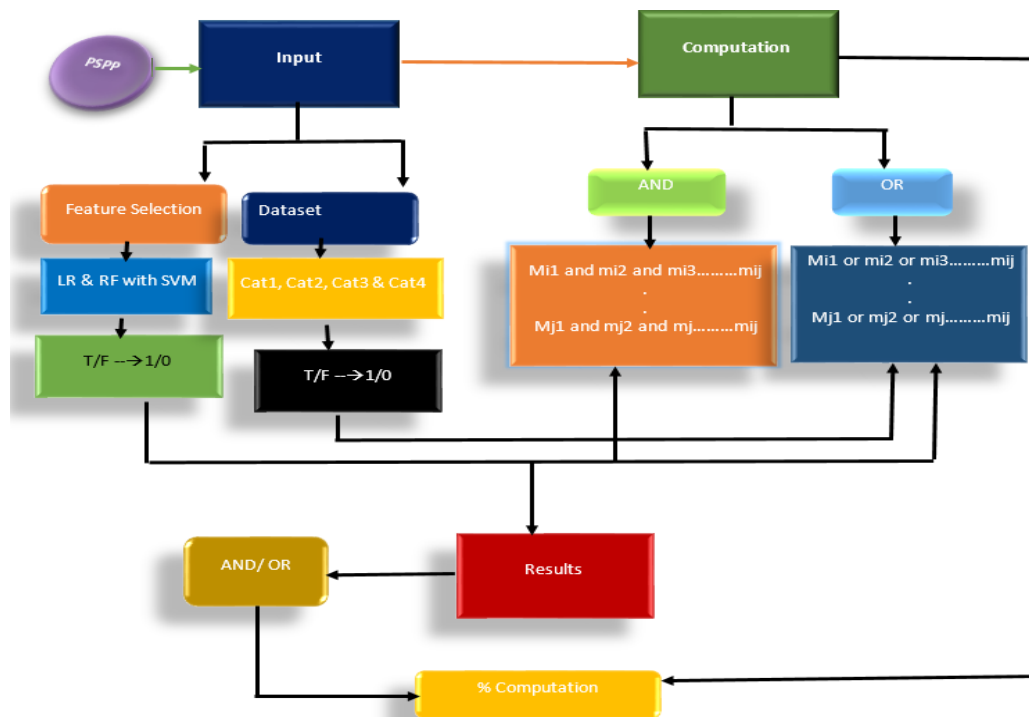 PSPP
Input
Computation
Feature Selection
Dataset
AND
OR
LR & RF with SVM
Cat1, Cat2, Cat3 & Cat4
Mi1 and mi2 and mi3.........mij
.
.
Mj1 and mj2 and mj.........mij
Mi1 or mi2 or mi3.........mij
.
.
Mj1 or mj2 or mj.........mij
T/F --→1/0
T/F --→1/0
AND/ OR
Results
% Computation